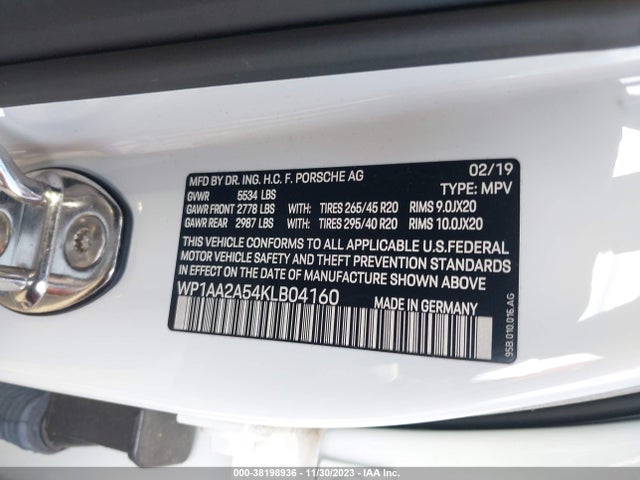 MFD BY DR. ING. H.C. F. PORSCHE AG 02/19
GVWR 5534 LBS TYPE: MPV
GAWR FRONT 2778 LBS WITH: TIRES 265/45 R20 RIMS 9.0JX20
GAWR REAR 2987 LBS WITH: TIRES 295/40 R20 RIMS 10.0JX20
THIS VEHICLE CONFORMS TO ALL APPLICABLE U.S.FEDERAL
MOTOR VEHICLE SAFETY BUMPER AND THEFT PREVENTION STANDARDS
IN EFFECT ON THE DATE OF MANUFACTURE SHOWN ABOVE
WP1AA2A54KLB04160 MADE IN GERMANY
95B.010.016.AG
000-38198936 - 11/30/2023 - IAA Inc.